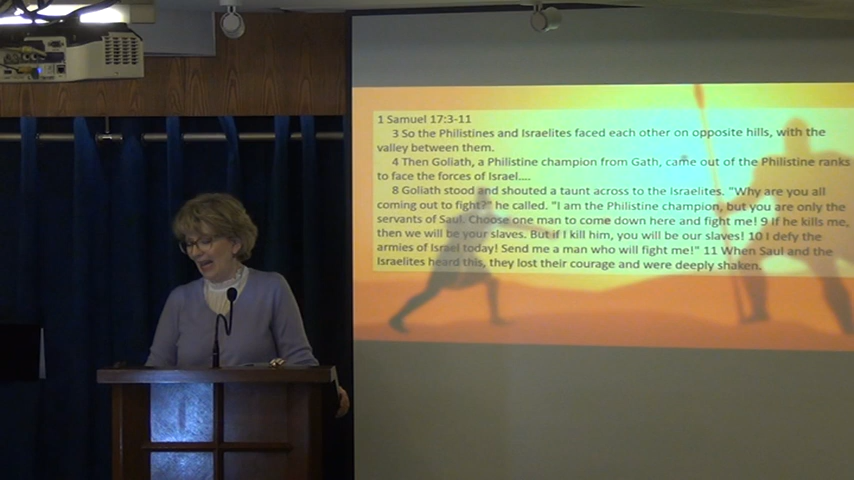 1 Samuel 17:3-11
3 So the Philistines and Israelites faced each other on opposite hills, with the
valley between them.
4 Then Goliath, a Philistine champion from Gath, came out of the Philistine ranks
to face the forces of Israel....
8 Goliath stood and shouted a taunt across to the Israelites. "Why are you all
coming out to fight?" he called. "I am the Philistine champion, but you are only the
servants of Saul. Choose one man to come down here and fight me! 9 If he kills me,
then we will be your slaves. But if I kill him, you will be our slaves! 10 I defy the
armies of Israel today! Send me a man who will fight me!" 11 When Saul and the
Israelites heard this, they lost their courage and were deeply shaken.